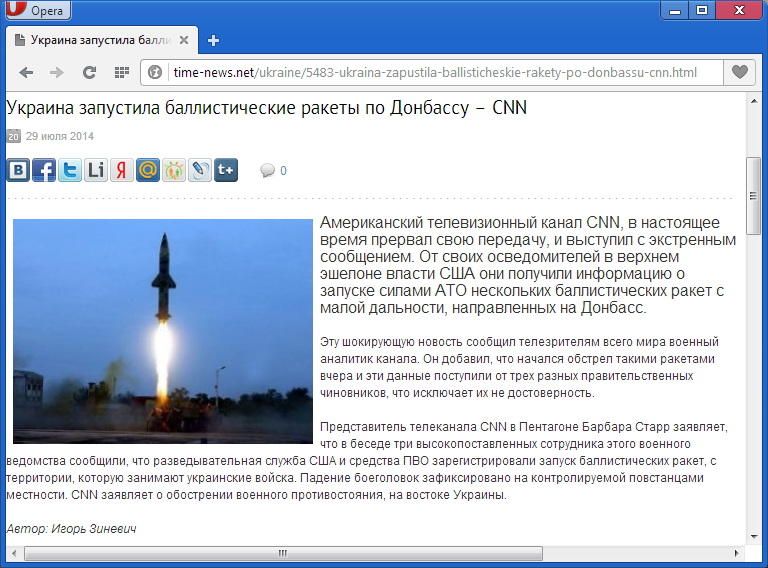 Opera
Украина запустила балли
time-news.net/ukraine/5483-ukraina-zapustila-ballisticheskie-rakety-po-donbassu-cnn.html
Украина запустила баллистические ракеты по Донбассу – CNN
20 29 июля 2014
В f t Li Я @ t+ 0
Американский телевизионный канал CNN, в настоящее
время прервал свою передачу, и выступил с экстренным
сообщением. От своих осведомителей в верхнем
эшелоне власти США они получили информацию о
запуске силами АТО нескольких баллистических ракет с
малой дальности, направленных на Донбасс.
Эту шокирующую новость сообщил телезрителям всего мира военный
аналитик канала. Он добавил, что начался обстрел такими ракетами
вчера и эти данные поступили от трех разных правительственных
чиновников, что исключает их не достоверность.
Представитель телеканала CNN в Пентагоне Барбара Старр заявляет,
что в беседе три высокопоставленных сотрудника этого военного
ведомства сообщили, что разведывательная служба США и средства ПВО зарегистрировали запуск баллистических ракет, с
территории, которую занимают украинские войска. Падение боеголовок зафиксировано на контролируемой повстанцами
местности. CNN заявляет о обострении военного противостояния, на востоке Украины.
Автор: Игорь Зиневич